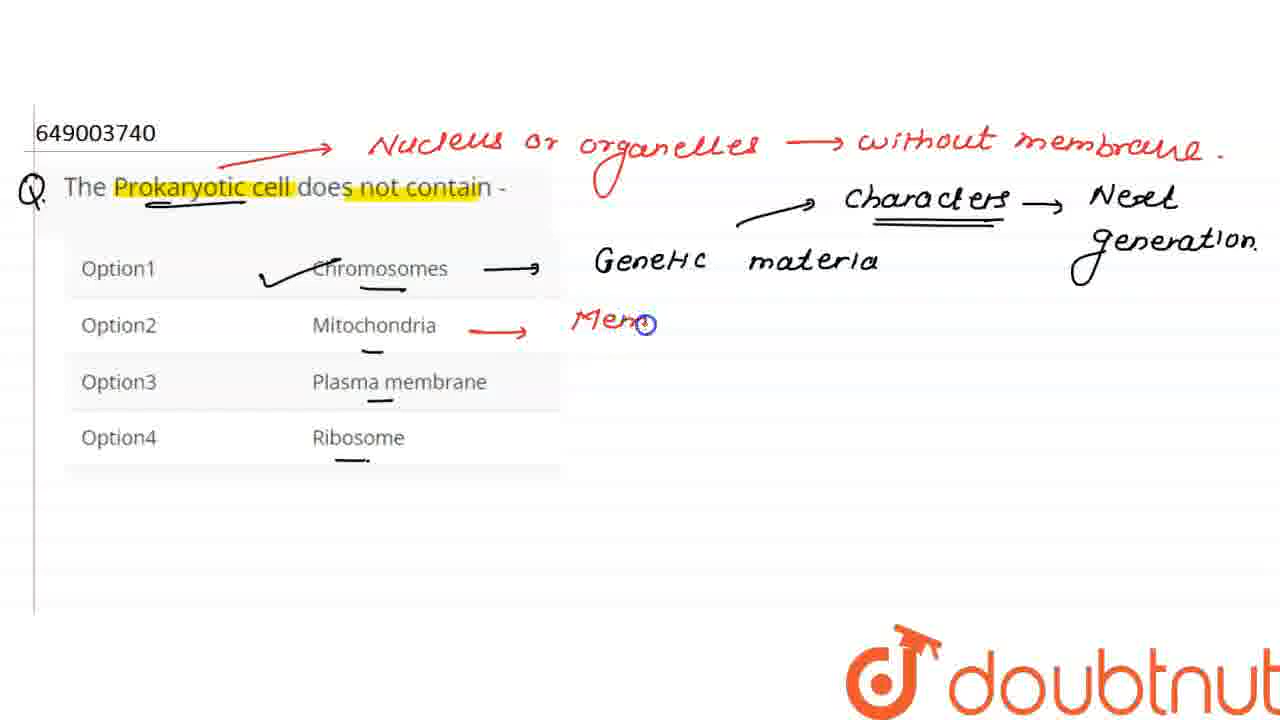 649003740
Nucleus or organelles → without membrane.
Q. The Prokaryotic cell does not contain -
Characters → Next
generation.
Option1 Chromosomes → Genetic materia
Option2 Mitochondria → Mem
Option3 Plasma membrane
Option4 Ribosome
doubtnut